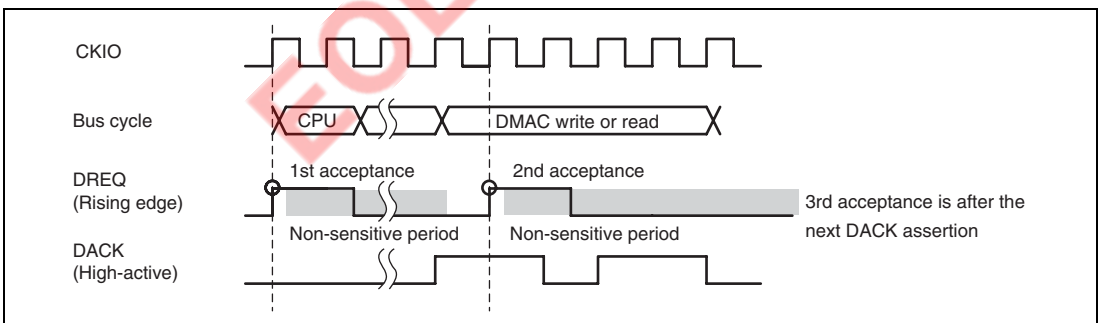 EOL
CKIO
Bus cycle
CPU
DMAC write or read
DREQ
(Rising edge)
1st acceptance
2nd acceptance
3rd acceptance is after the
next DACK assertion
Non-sensitive period
Non-sensitive period
DACK
(High-active)